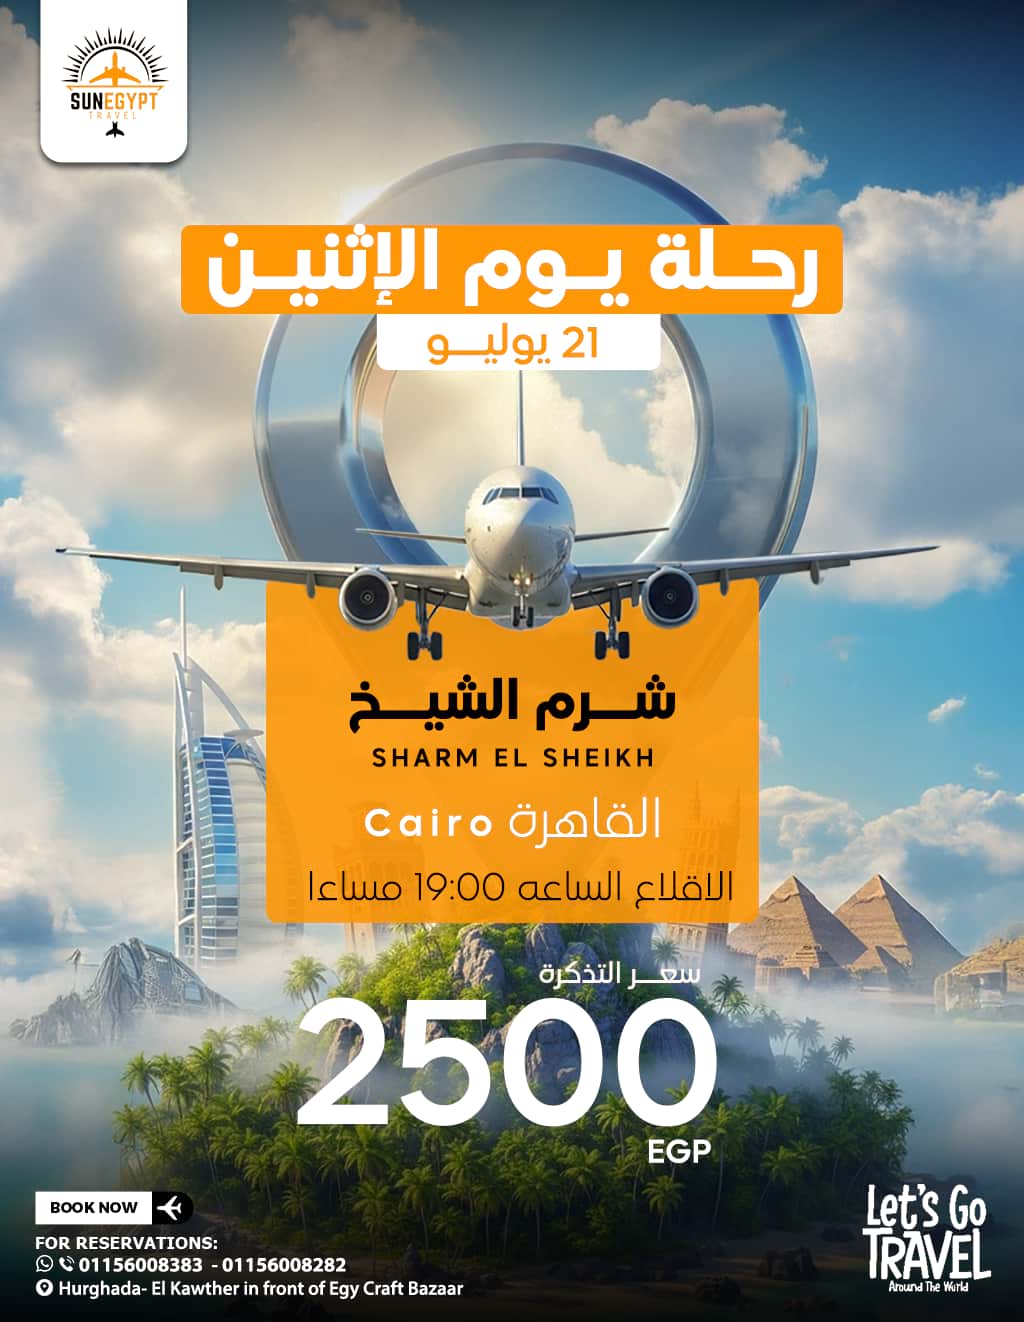 SUNEGYPT
TRAVEL
رحلة يوم الإثنين
21 يوليو
شرم الشيخ
SHARM EL SHEIKH
القاهرة Cairo
الاقلاع الساعه 19:00 مساءا
سعر التذكرة
2500
EGP
BOOK NOW
FOR RESERVATIONS:
01156008383 - 01156008282
Hurghada- El Kawther in front of Egy Craft Bazaar
Let's Go
TRAVEL
Around The World